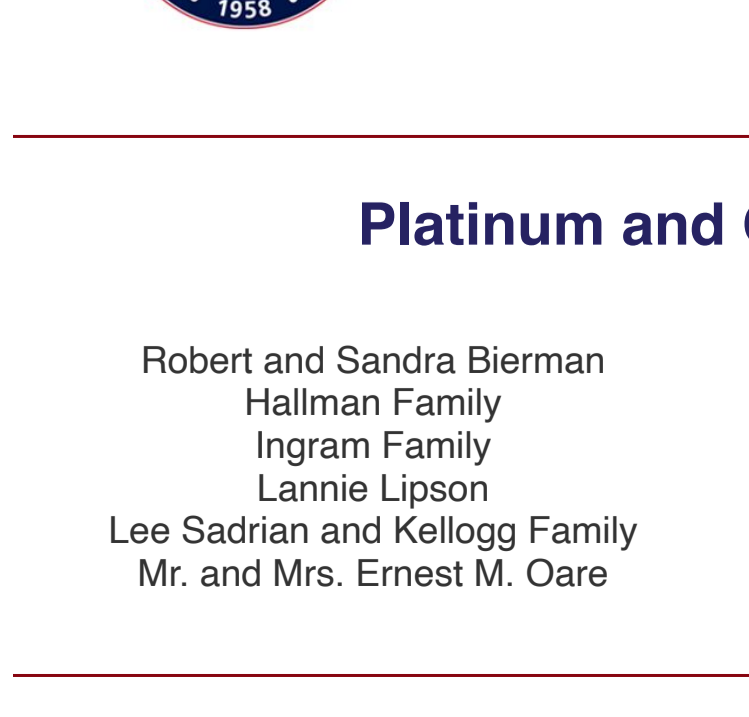 1958
Platinum and
Robert and Sandra Bierman
Hallman Family
Ingram Family
Lannie Lipson
Lee Sadrian and Kellogg Family
Mr. and Mrs. Ernest M. Oare